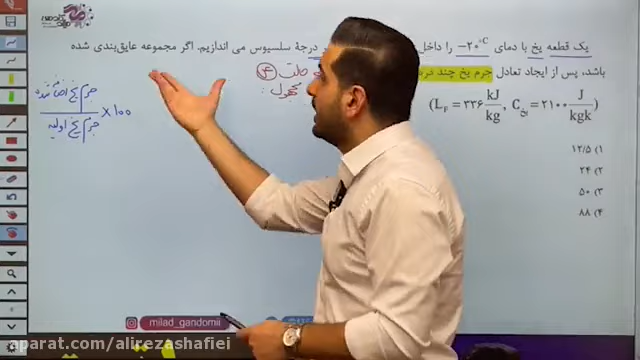 یک قطعه یخ با دمای −۲۰°C را داخل درجهٔ سلسیوس می اندازیم. اگر مجموعه عایق‌بندی شده
باشد، پس از ایجاد تعادل جرم یخ چند حالت ④
(L_F = ۳۳۶ kJ/kg , C_یخ = ۲۱۰۰ J/kgk)
مجهول :
جرم یخ اضافه شده / جرم یخ اولیه × ۱۰۰
۱) ۱۲/۵
۲) ۲۴
۳) ۵۰
۴) ۸۸
milad_gandomii
aparat.com/alirezashafiei